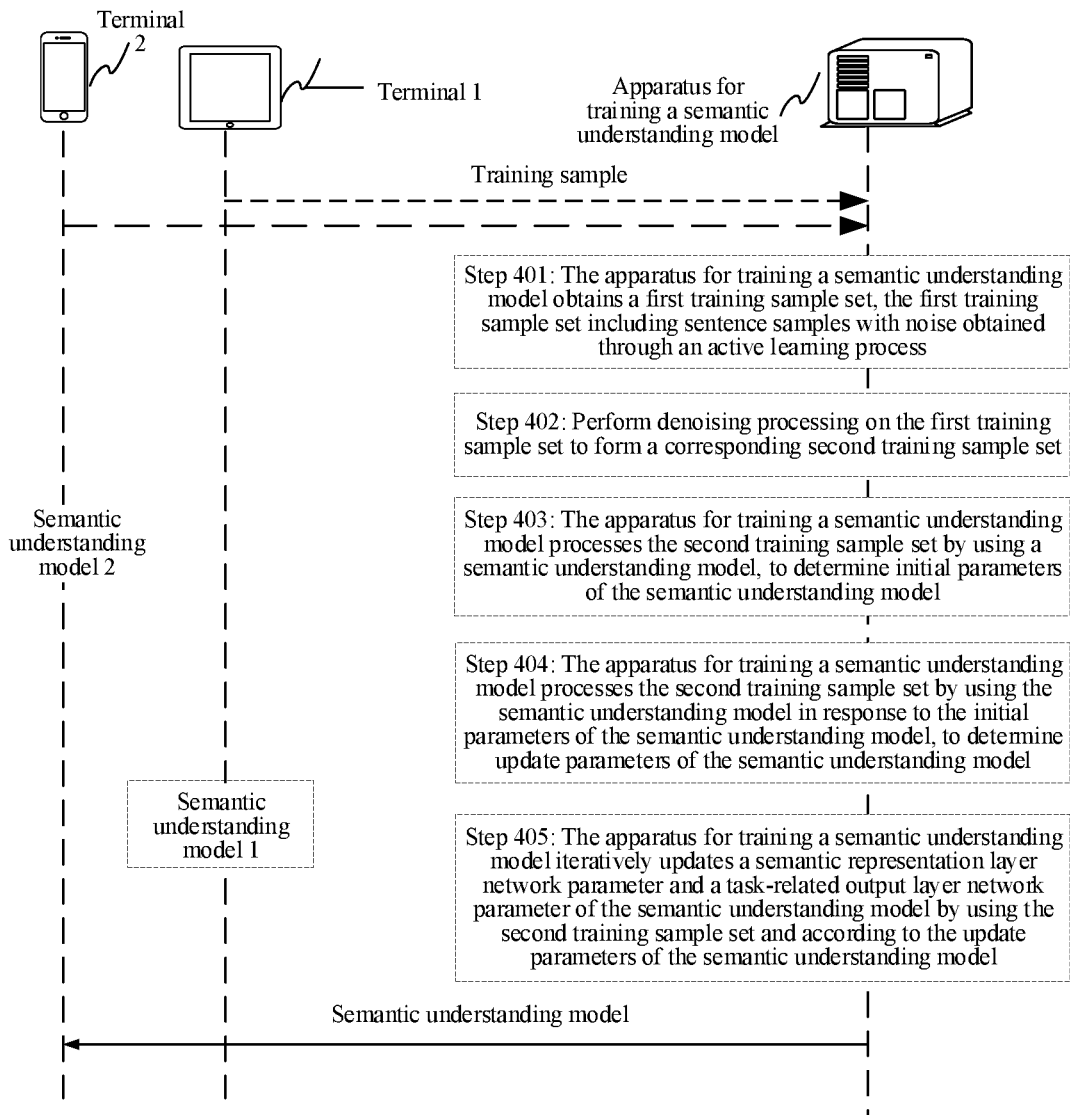 Terminal
2
Terminal 1
Apparatus for
training a semantic
understanding model
Training sample
Step 401: The apparatus for training a semantic understanding
model obtains a first training sample set, the first training
sample set including sentence samples with noise obtained
through an active learning process
Step 402: Perform denoising processing on the first training
sample set to form a corresponding second training sample set
Semantic
understanding
model 2
Step 403: The apparatus for training a semantic understanding
model processes the second training sample set by using a
semantic understanding model, to determine initial parameters
of the semantic understanding model
Step 404: The apparatus for training a semantic understanding
model processes the second training sample set by using the
semantic understanding model in response to the initial
parameters of the semantic understanding model, to determine
update parameters of the semantic understanding model
Semantic
understanding
model 1
Step 405: The apparatus for training a semantic understanding
model iteratively updates a semantic representation layer
network parameter and a task-related output layer network
parameter of the semantic understanding model by using the
second training sample set and according to the update
parameters of the semantic understanding model
Semantic understanding model